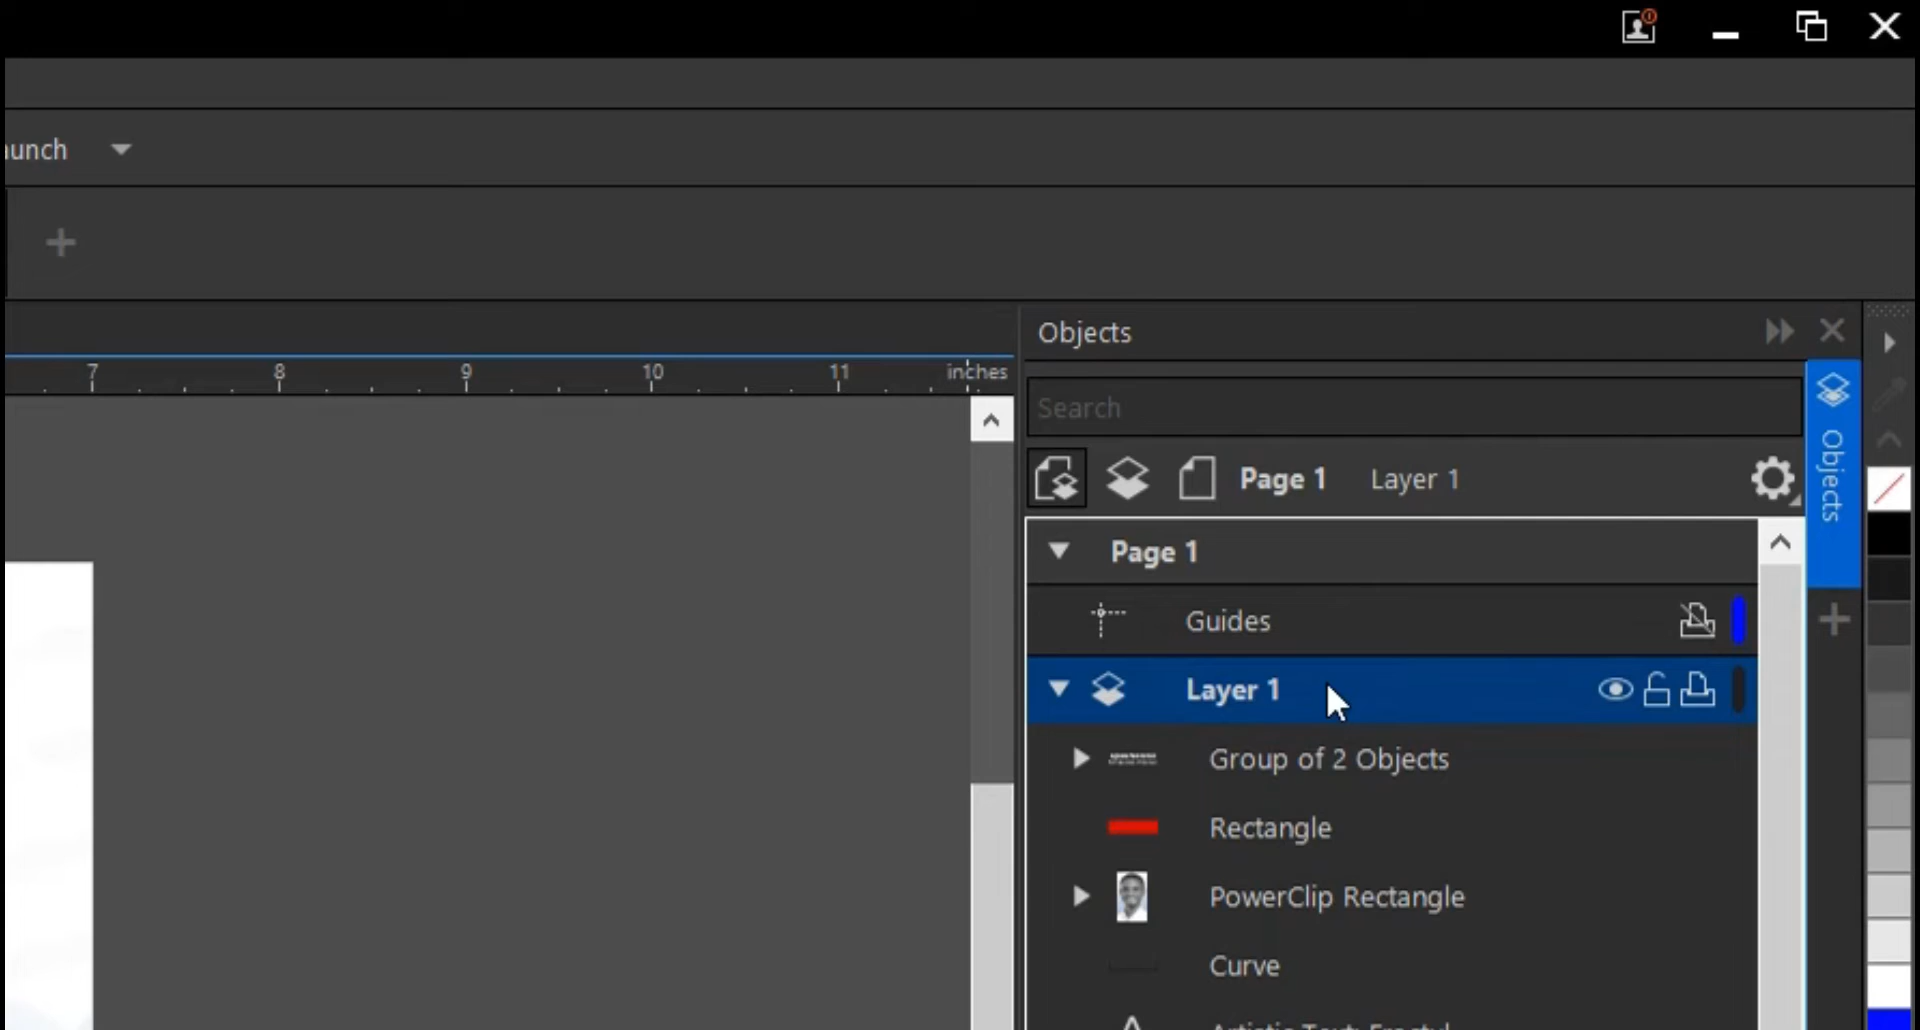 aunch
Objects
7 8 9 10 11 inches
Search
Page 1 Layer 1
Objects
Page 1
Guides
Layer 1
Group of 2 Objects
Rectangle
PowerClip Rectangle
Curve